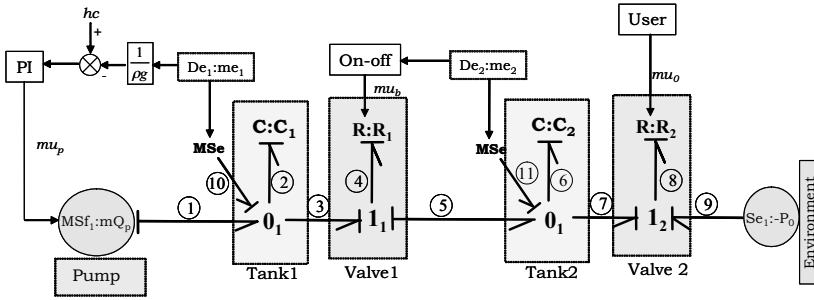 hc
+
-
PI
1
ρg
De1:me1
On-off
De2:me2
User
mu_p
mu_b
mu_0
MSe
C:C1
R:R1
MSe
C:C2
R:R2
10
2
4
11
6
8
1
3
5
7
9
MSf1:mQp
01
11
01
12
Se1:-P0
Environment
Pump
Tank1
Valve1
Tank2
Valve 2